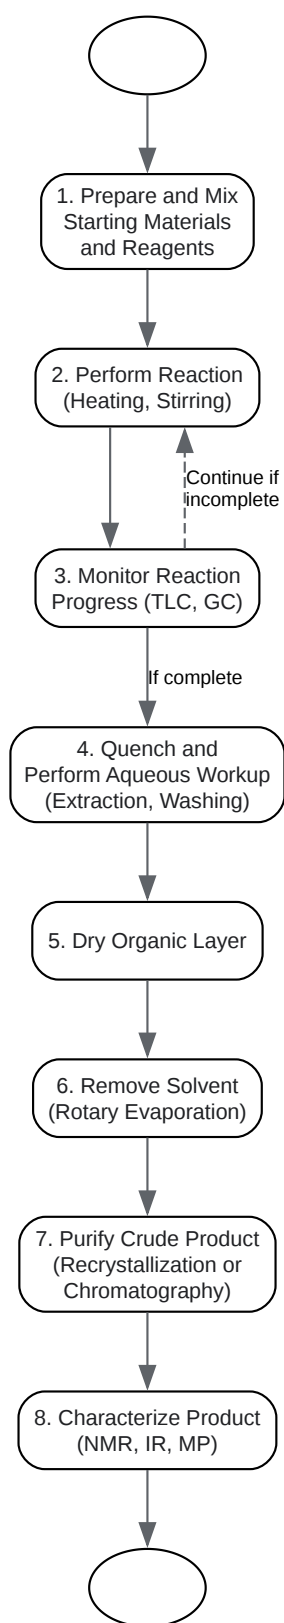 1. Prepare and Mix
Starting Materials
and Reagents
2. Perform Reaction
(Heating, Stirring)
Continue if
incomplete
3. Monitor Reaction
Progress (TLC, GC)
If complete
4. Quench and
Perform Aqueous Workup
(Extraction, Washing)
5. Dry Organic Layer
6. Remove Solvent
(Rotary Evaporation)
7. Purify Crude Product
(Recrystallization or
Chromatography)
8. Characterize Product
(NMR, IR, MP)